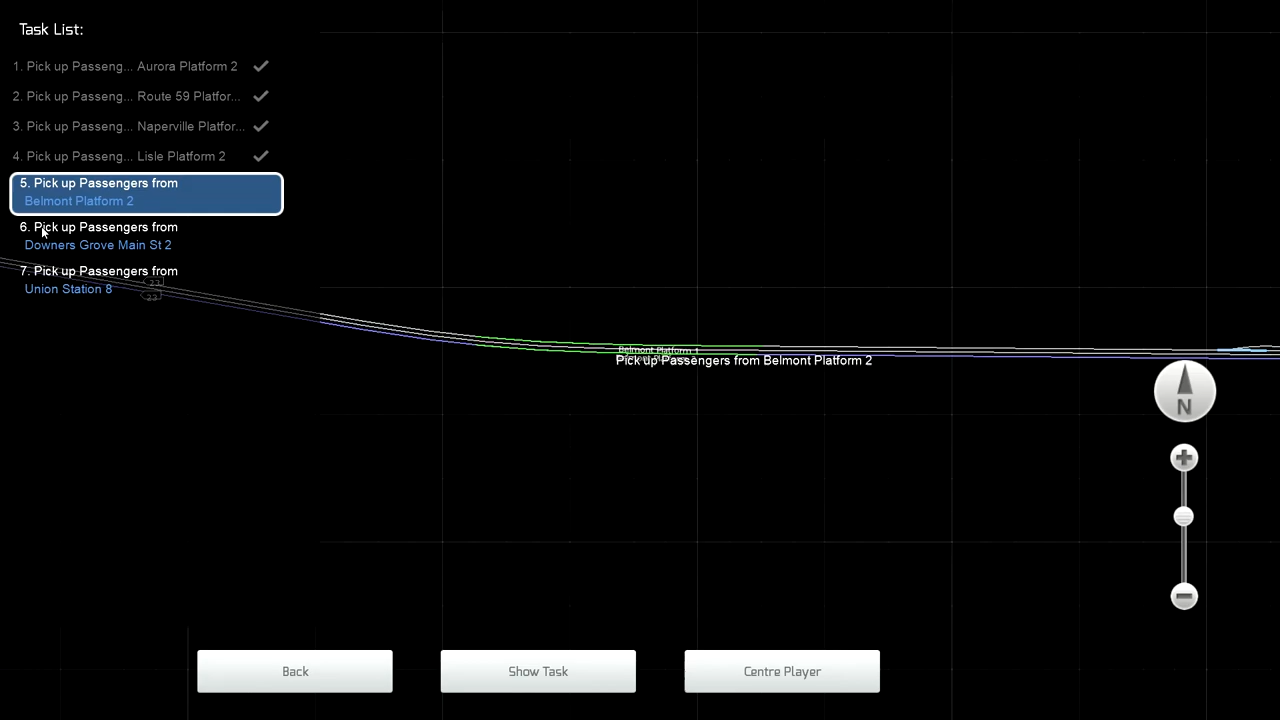 Task List:
1. Pick up Passeng... Aurora Platform 2
2. Pick up Passeng... Route 59 Platfor...
3. Pick up Passeng... Naperville Platfor...
4. Pick up Passeng... Lisle Platform 2
5. Pick up Passengers from
Belmont Platform 2
6. Pick up Passengers from
Downers Grove Main St 2
7. Pick up Passengers from
Union Station 8
23
23
Belmont Platform 1
Pick up Passengers from Belmont Platform 2
N
Back
Show Task
Centre Player